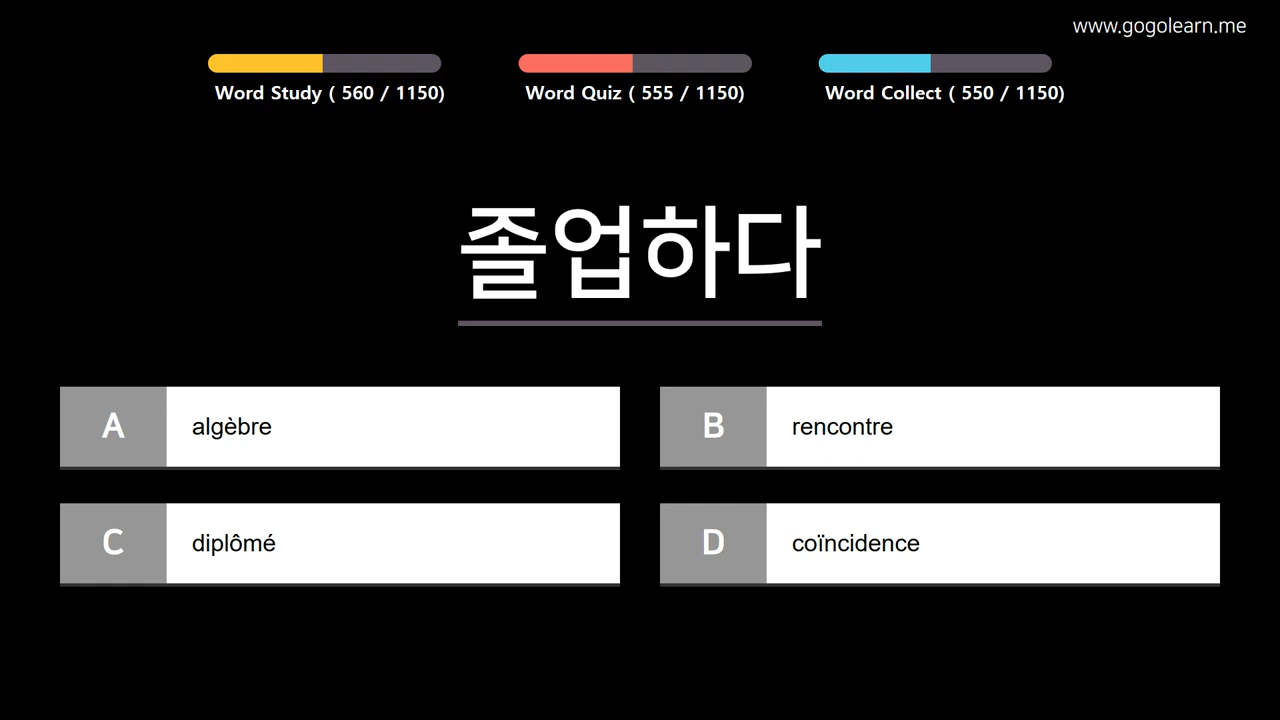 www.gogolearn.me
Word Study ( 560 / 1150)
Word Quiz ( 555 / 1150)
Word Collect ( 550 / 1150)
졸업하다
A algèbre
B rencontre
C diplômé
D coïncidence